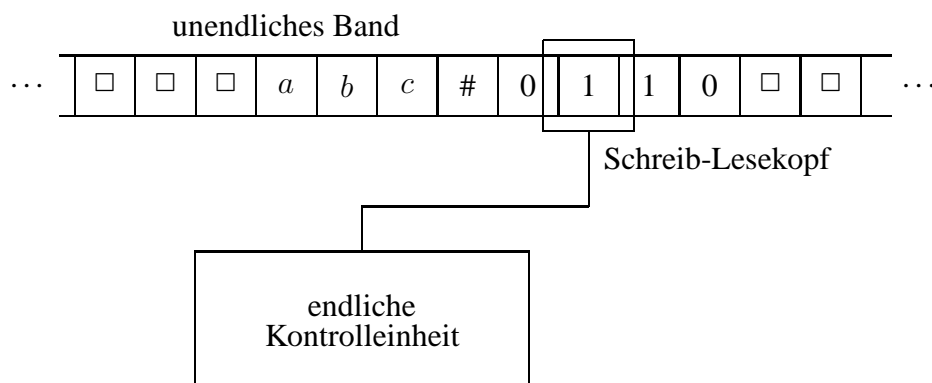 unendliches Band
··· □ □ □ a b c # 0 1 1 0 □ □ ···
Schreib-Lesekopf
endliche
Kontrolleinheit